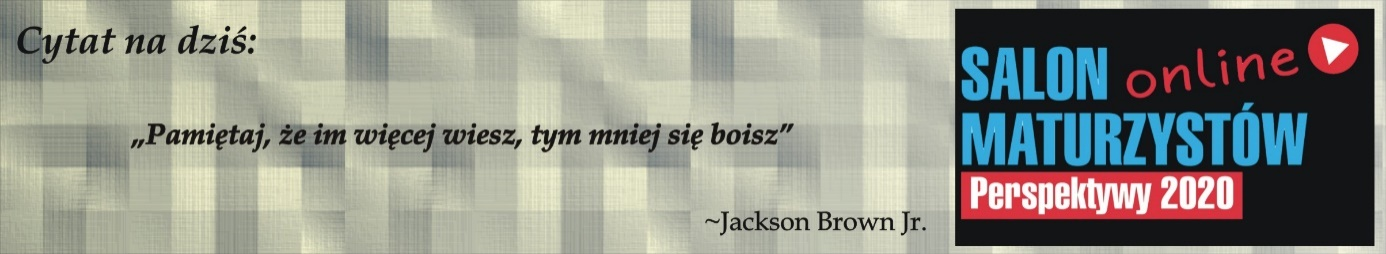 Cytat na dziś:
„Pamiętaj, że im więcej wiesz, tym mniej się boisz”
~Jackson Brown Jr.
SALON online
MATURZYSTÓW
Perspektywy 2020